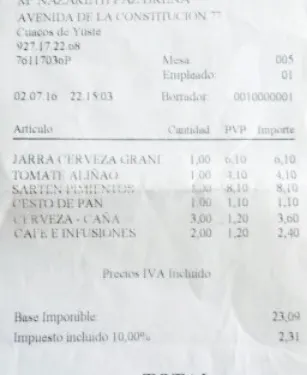 AVENIDA DE LA CONSTITUCION 77
Cuacos de Yuste
927.17.22.08
76117036P Mesa 005
Empleado: 01
02.07.16 22:15:03 Borrador: 0010000001
Articulo Cantidad PVP Importe
JARRA CERVEZA GRANI 1,00 6,10 6,10
TOMATE ALIÑAO 1,00 4,10 4,10
SARTEN PIMIENTOS 1,00 8,10 8,10
CESTO DE PAN 1,00 1,10 1,10
CERVEZA - CAÑA 3,00 1,20 3,60
CAFE E INFUSIONES 2,00 1,20 2,40
Precios IVA Incluido
Base Imponible: 23,09
Impuesto incluido 10,00% 2,31